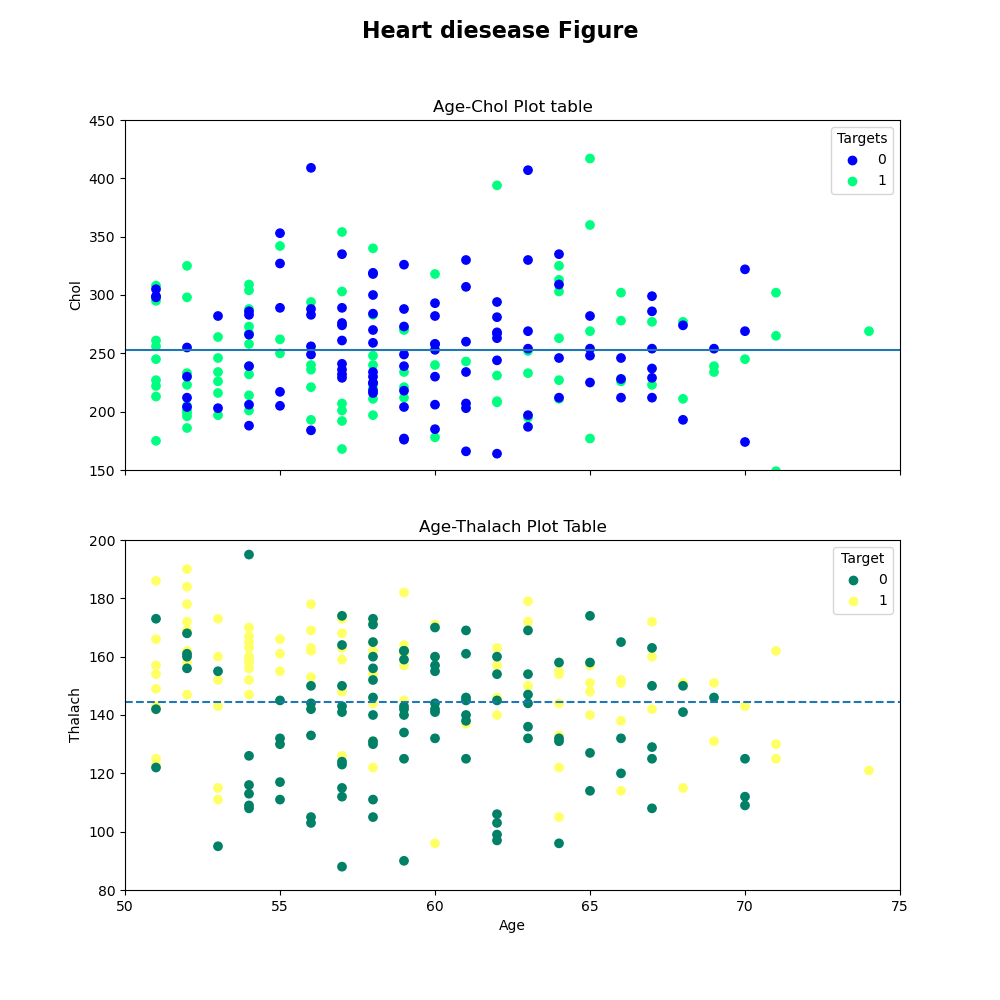 Heart diesease Figure
Age-Chol Plot table
450
400
350
300
250
200
150
Chol
Targets
0
1
Age-Thalach Plot Table
200
180
160
140
120
100
80
Thalach
Target
0
1
50 55 60 65 70 75
Age